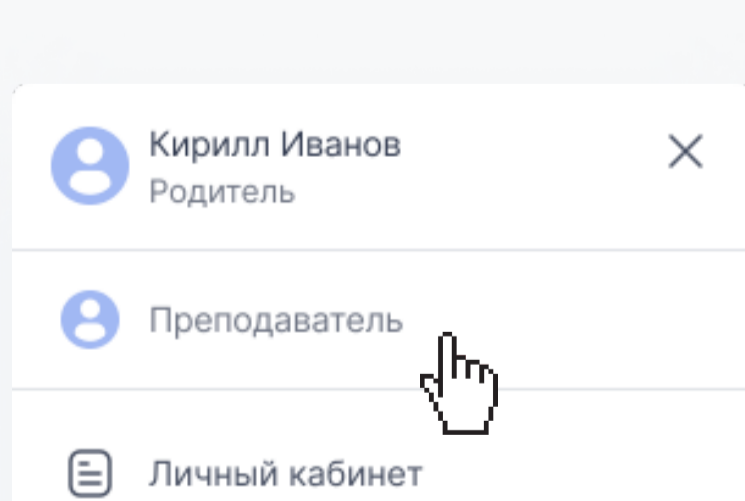 Кирилл Иванов
Родитель
Преподаватель
Личный кабинет